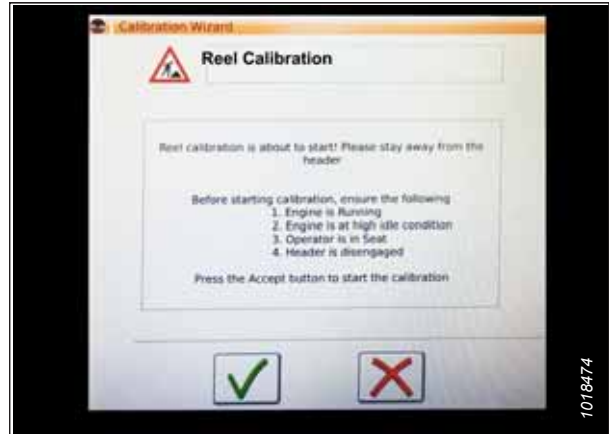 Calibration Wizard
Reel Calibration
Reel calibration is about to start! Please stay away from the
header
Before starting calibration, ensure the following
1. Engine is Running
2. Engine is at high idle condition
3. Operator is in Seat
4. Header is disengaged
Press the Accept button to start the calibration
1018474